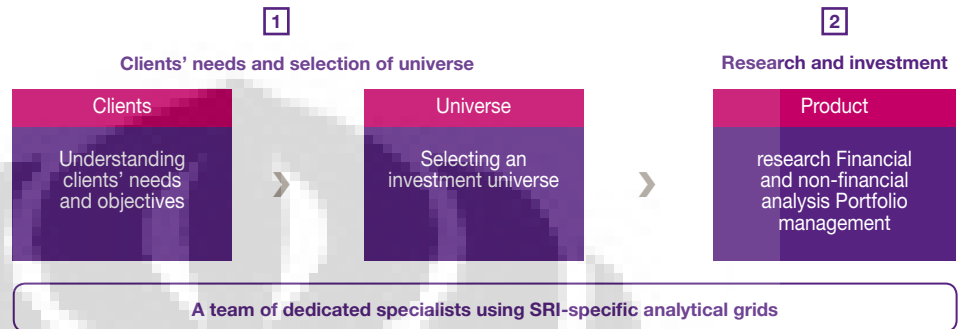 1
2
Clients' needs and selection of universe
Research and investment
Clients
Universe
Product
Understanding
clients' needs
and objectives
›
Selecting an
investment universe
›
research Financial
and non-financial
analysis Portfolio
management
A team of dedicated specialists using SRI-specific analytical grids